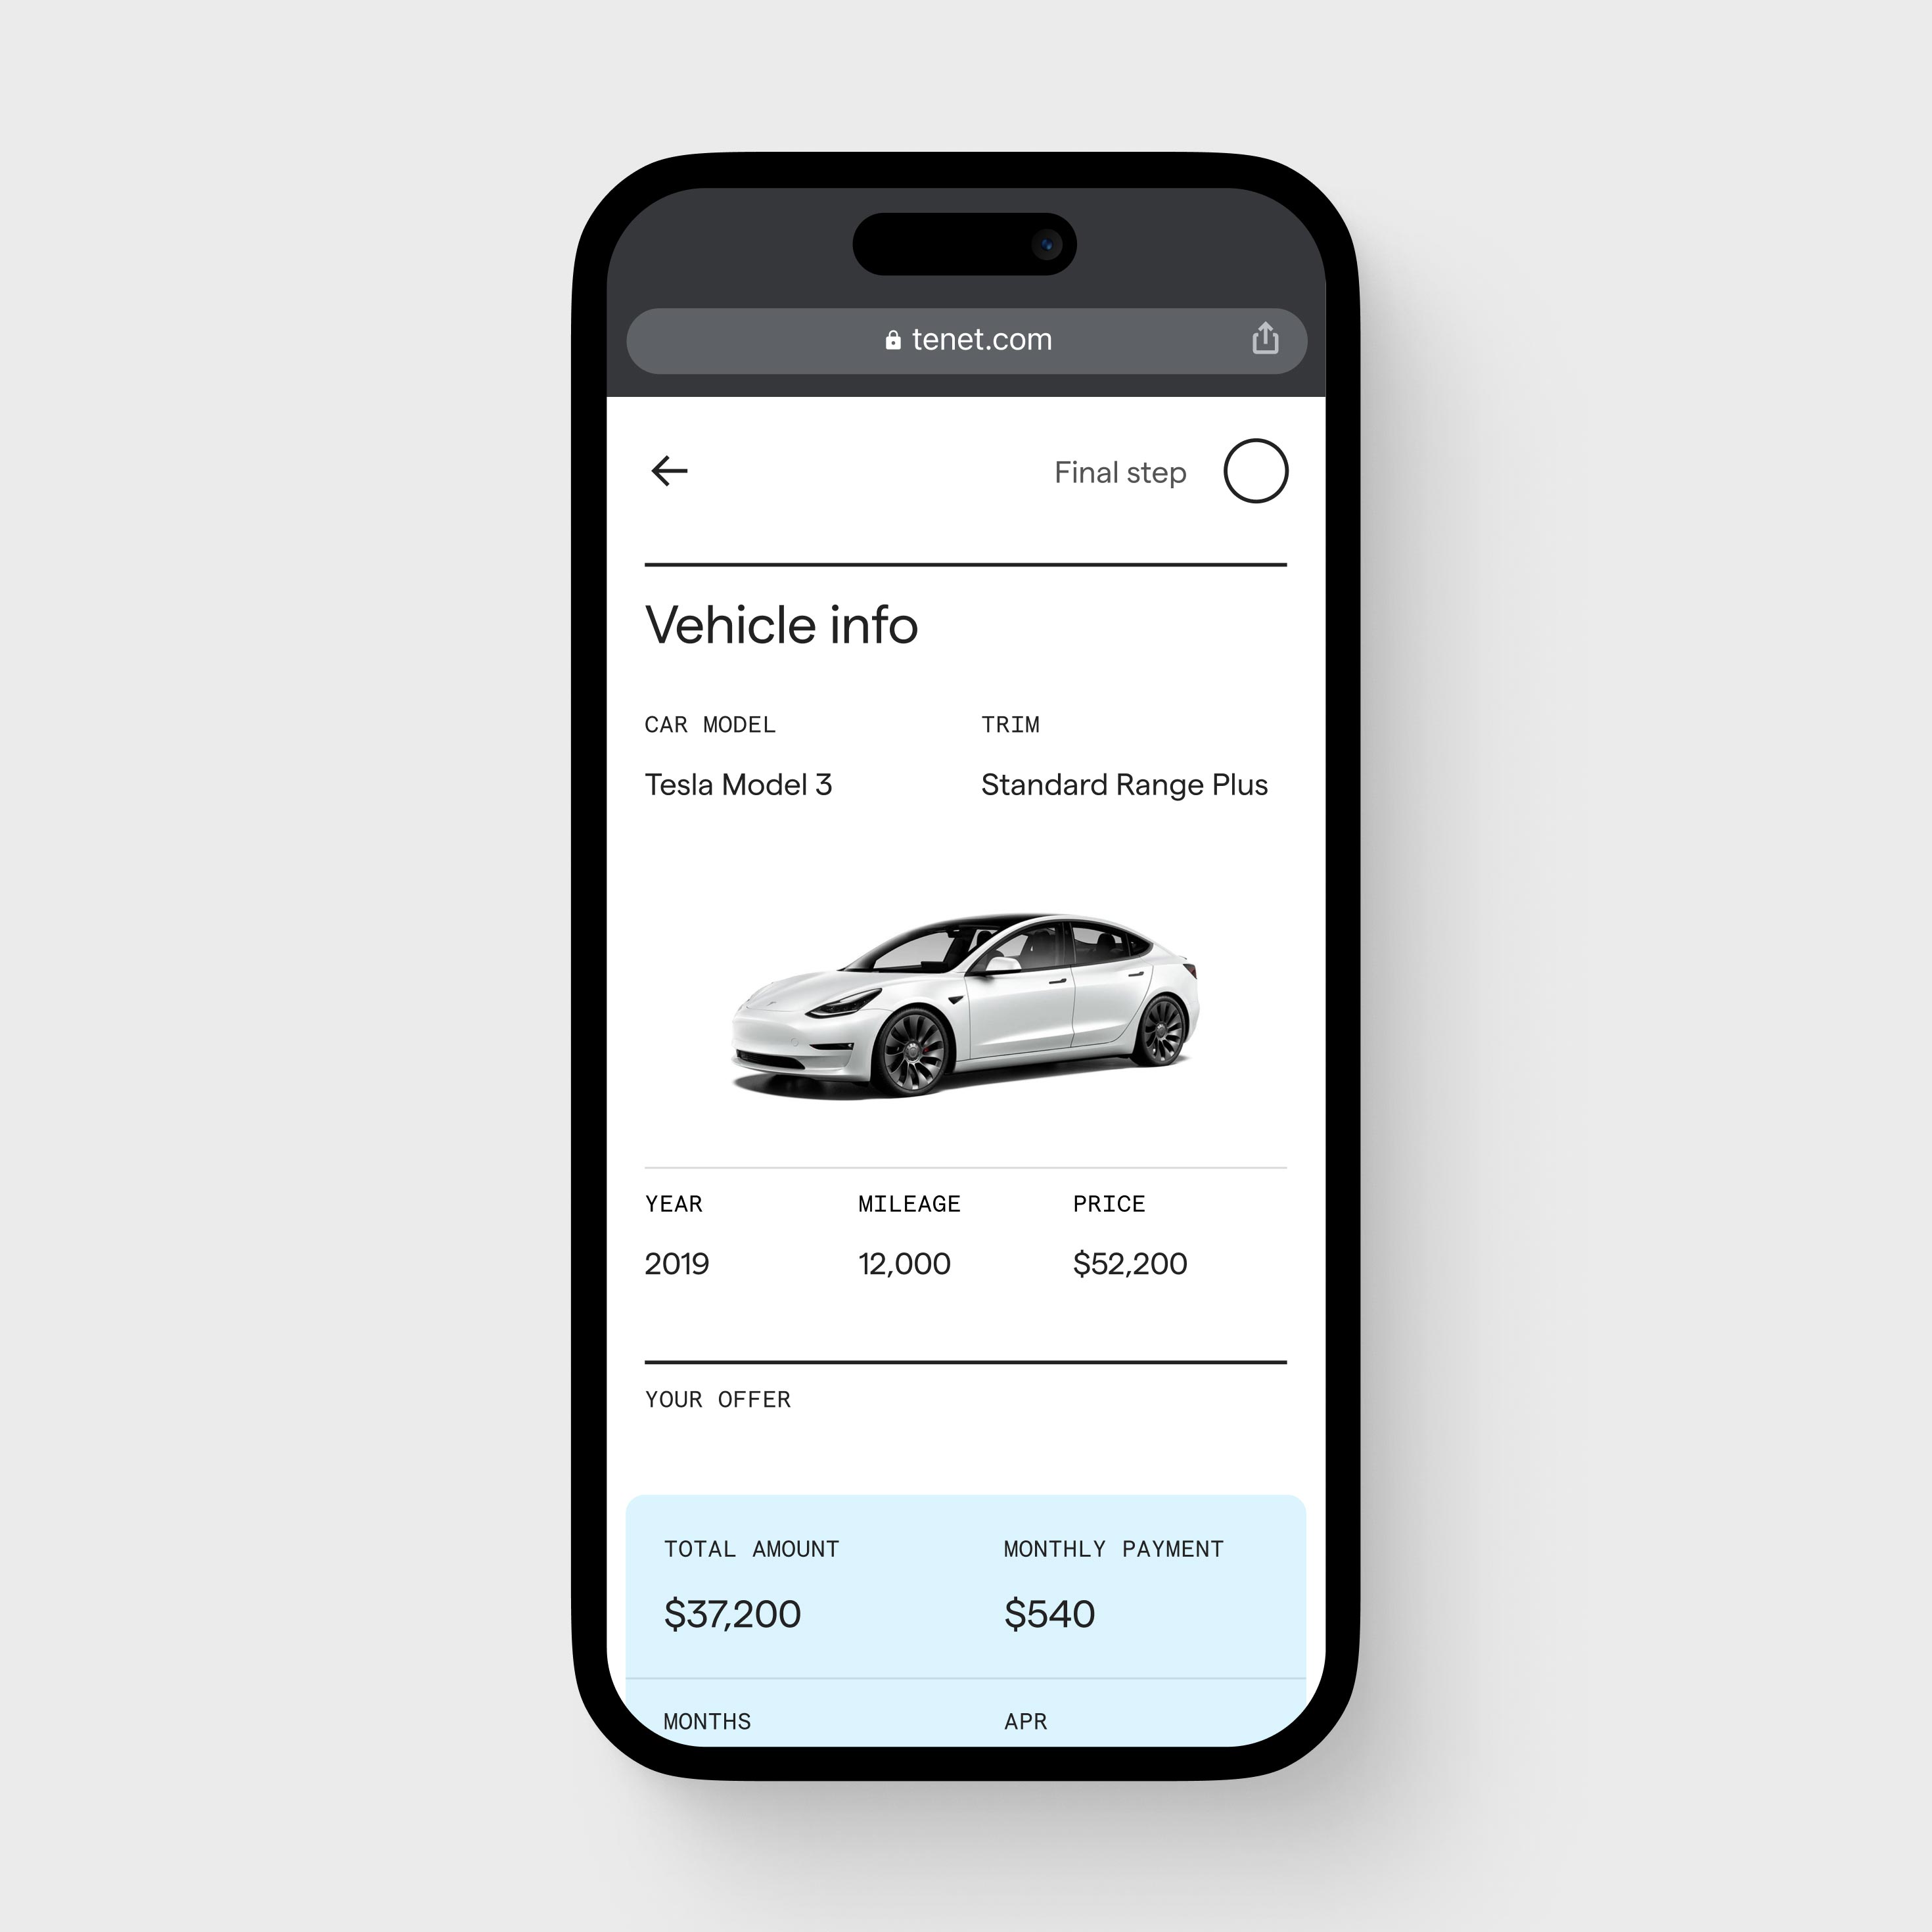 tenet.com
Final step
Vehicle info
CAR MODEL TRIM
Tesla Model 3 Standard Range Plus
YEAR MILEAGE PRICE
2019 12,000 $52,200
YOUR OFFER
TOTAL AMOUNT MONTHLY PAYMENT
$37,200 $540
MONTHS APR